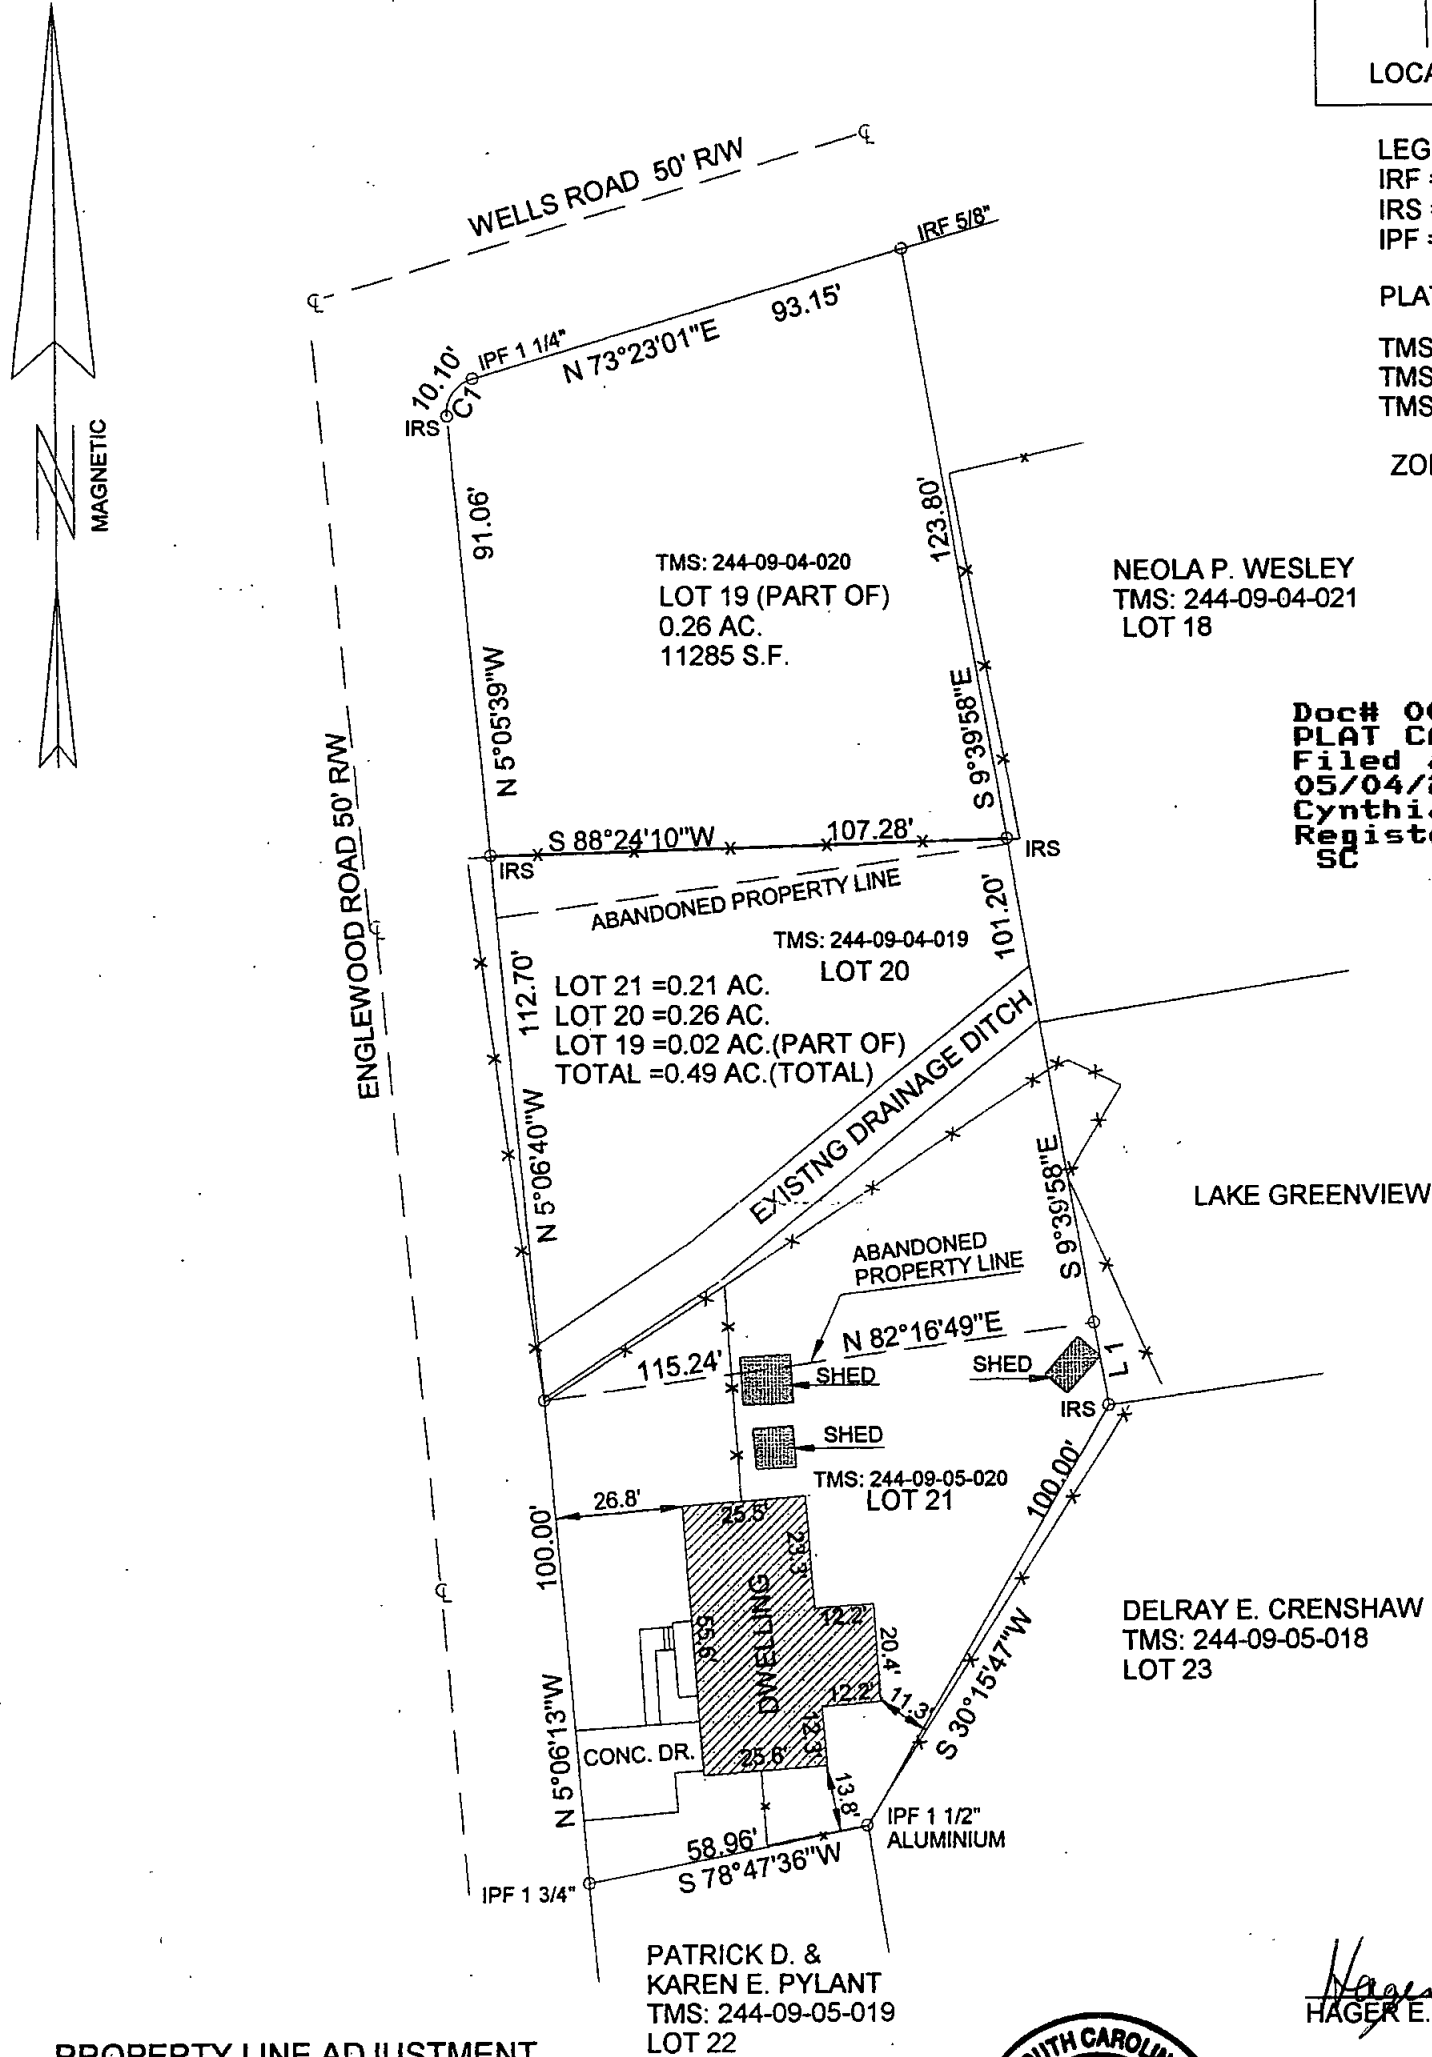 LOCA
LEG
IRF =
IRS =
IPF =
PLAT
TMS
TMS
TMS
WELLS ROAD 50' R/W
IRF 5/8"
93.15'
N 73°23'01"E
IPF 1 1/4"
10.10'
C1
IRS
MAGNETIC
91.06'
N 5°05'39"W
123.80'
S 9°39'58"E
TMS: 244-09-04-020
LOT 19 (PART OF)
0.26 AC.
11285 S.F.
NEOLA P. WESLEY
TMS: 244-09-04-021
LOT 18
Doc#
PLAT
Filed
05/04/
Regist
SC
ENGLEWOOD ROAD 50' R/W
S 88°24'10"W
107.28'
IRS
IRS
ABANDONED PROPERTY LINE
101.20'
TMS: 244-09-04-019
LOT 20
112.70'
N 5°06'40"W
LOT 21 =0.21 AC.
LOT 20 =0.26 AC.
LOT 19 =0.02 AC.(PART OF)
TOTAL =0.49 AC.(TOTAL)
EXISTNG DRAINAGE DITCH
S 9°39'58"E
LAKE GREENVIEW
ABANDONED
PROPERTY LINE
N 82°16'49"E
115.24'
SHED
SHED
L 1
IRS
SHED
TMS: 244-09-05-020
LOT 21
26.8'
25.5'
23.3'
100.00'
100.00'
DWELLING
55.6'
12.2'
20.4'
12.2'
11.3'
12.3'
25.6'
13.8'
S 30°15'47"W
DELRAY E. CRENSHAW
TMS: 244-09-05-018
LOT 23
N 5°06'13"W
CONC. DR.
IPF 1 1/2"
ALUMINIUM
58.96'
S 78°47'36"W
IPF 1 3/4"
PATRICK D. &
KAREN E. PYLANT
TMS: 244-09-05-019
LOT 22
Hager
HAGER E.
PROPERTY LINE ADJUSTMENT
SOUTH CAROLIN